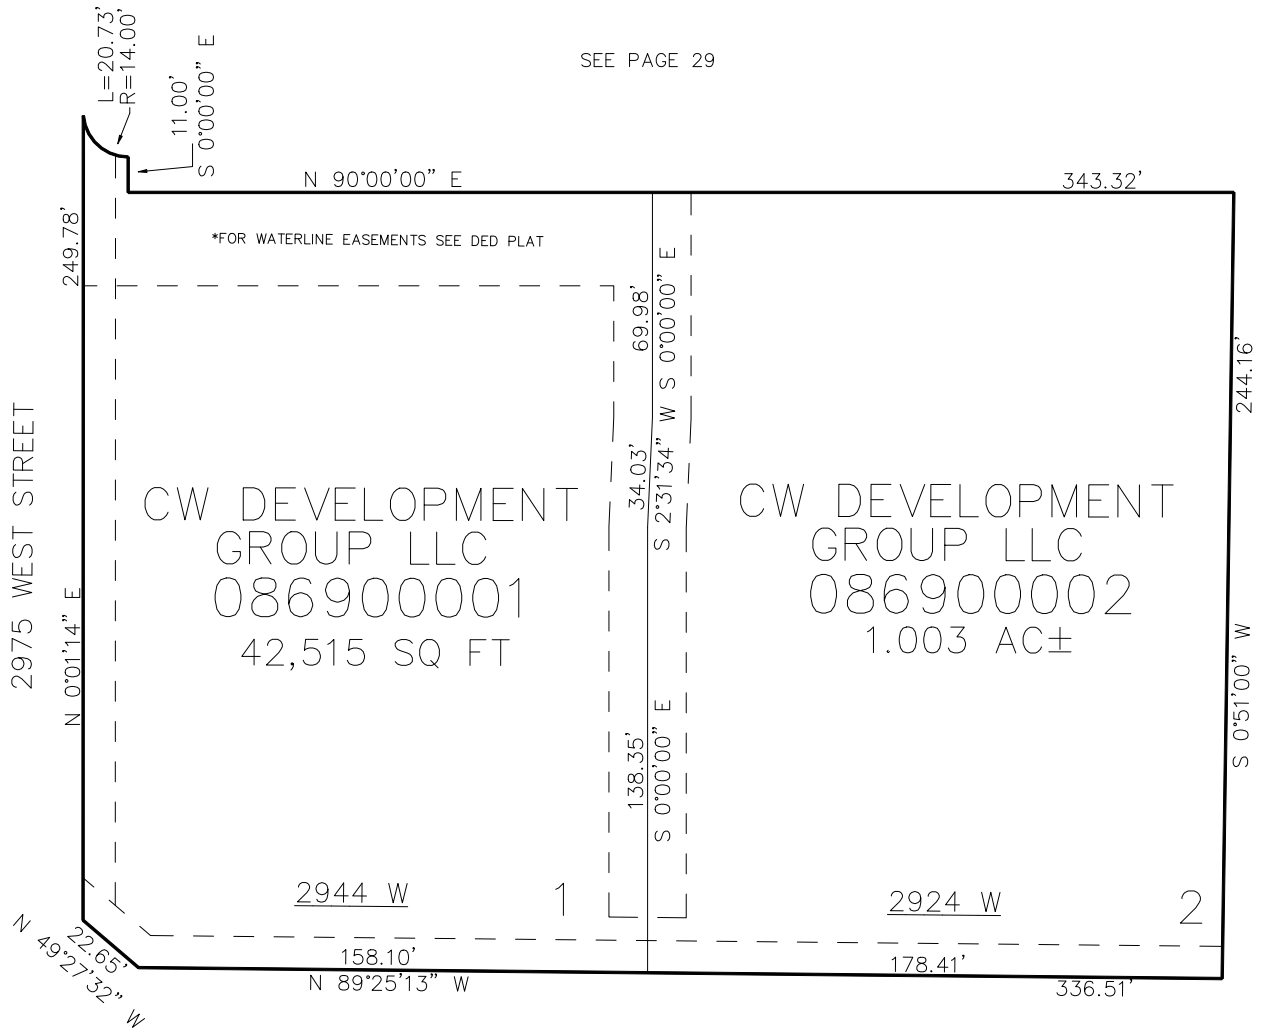 L=20.73'
R=14.00'
11.00'
S 0°00'00" E
SEE PAGE 29
N 90°00'00" E
343.32'
249.78'
*FOR WATERLINE EASEMENTS SEE DED PLAT
69.98'
S 0°00'00" E
244.16'
2975 WEST STREET
34.03'
S 2°31'34" W
CW DEVELOPMENT
GROUP LLC
086900001
42,515 SQ FT
CW DEVELOPMENT
GROUP LLC
086900002
1.003 AC±
N 0°01'14" E
S 0°51'00" W
138.35'
S 0°00'00" E
2944 W
1
2924 W
2
22.65'
N 49°27'32" W
158.10'
N 89°25'13" W
178.41'
336.51'